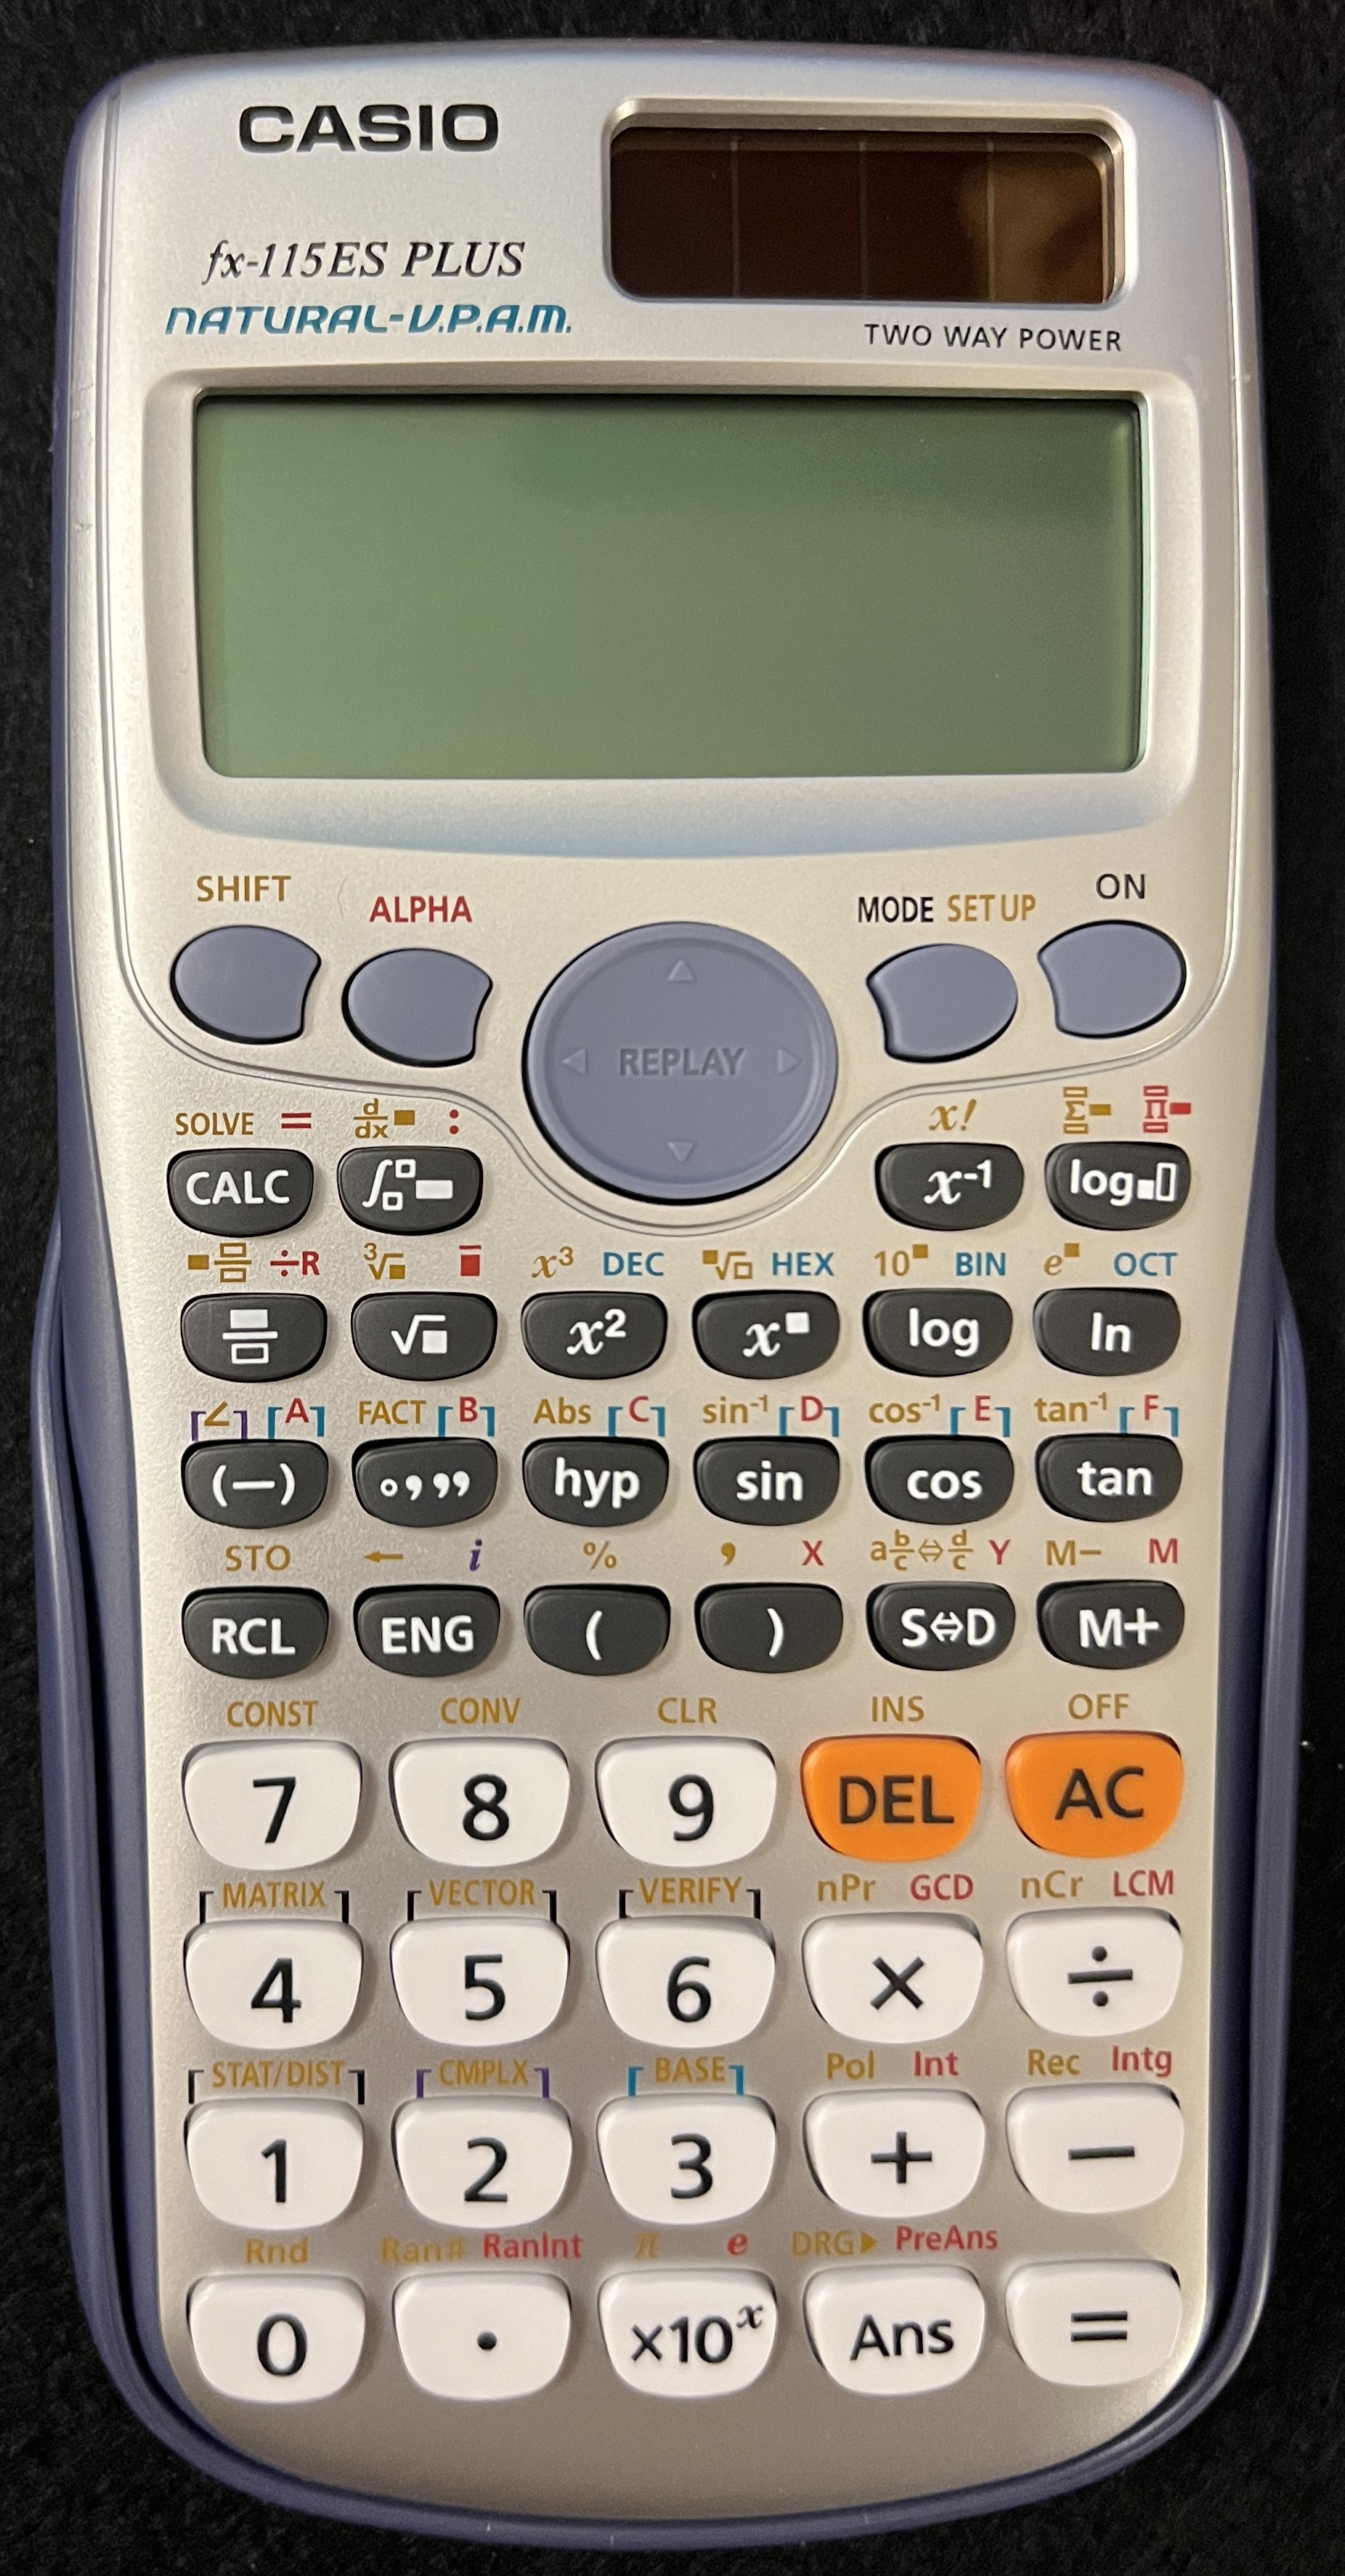 CASIO
fx-115ES PLUS
NATURAL-V.P.A.M.
TWO WAY POWER
SHIFT ALPHA MODE SETUP ON
REPLAY
SOLVE = d/dx■ : x! Σ Π
CALC ∫ x⁻¹ log■□
÷R ³√■ x³ DEC ■√□ HEX 10■ BIN e■ OCT
√■ x² x■ log ln
∠ A FACT B Abs C sin⁻¹ D cos⁻¹ E tan⁻¹ F
(−) °,,, hyp sin cos tan
STO ← i % , X a b/c⇔d/c Y M− M
RCL ENG ( ) S⇔D M+
CONST CONV CLR INS OFF
7 8 9 DEL AC
MATRIX VECTOR VERIFY nPr GCD nCr LCM
4 5 6 × ÷
STAT/DIST CMPLX BASE Pol Int Rec Intg
1 2 3 + −
Rnd Ran# RanInt π e DRG▶ PreAns
0 . ×10ˣ Ans =